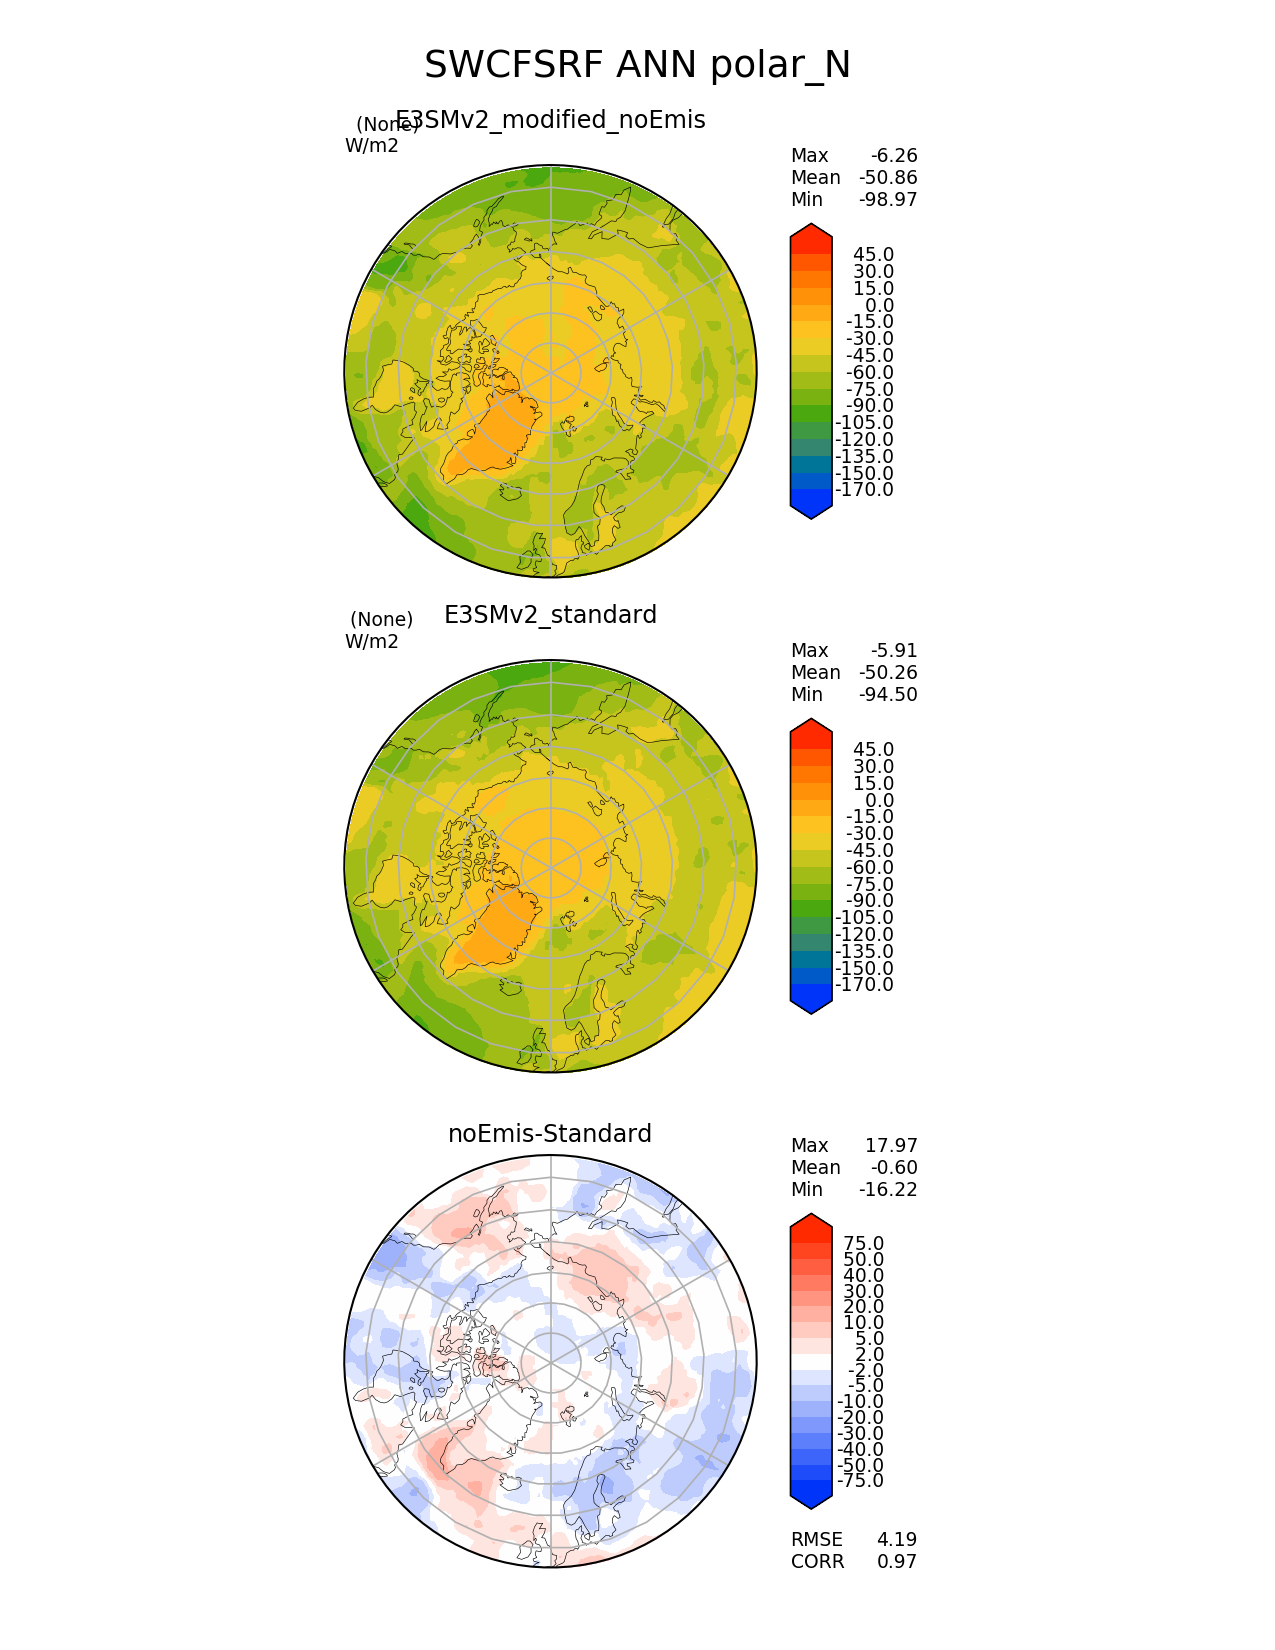 SWCFSRF ANN polar_N
(None) E3SMv2_modified_noEmis
W/m2
Max -6.26
Mean -50.86
Min -98.97
45.0
30.0
15.0
0.0
-15.0
-30.0
-45.0
-60.0
-75.0
-90.0
-105.0
-120.0
-135.0
-150.0
-170.0
(None) E3SMv2_standard
W/m2
Max -5.91
Mean -50.26
Min -94.50
45.0
30.0
15.0
0.0
-15.0
-30.0
-45.0
-60.0
-75.0
-90.0
-105.0
-120.0
-135.0
-150.0
-170.0
noEmis-Standard
Max 17.97
Mean -0.60
Min -16.22
75.0
50.0
40.0
30.0
20.0
10.0
5.0
2.0
-2.0
-5.0
-10.0
-20.0
-30.0
-40.0
-50.0
-75.0
RMSE 4.19
CORR 0.97